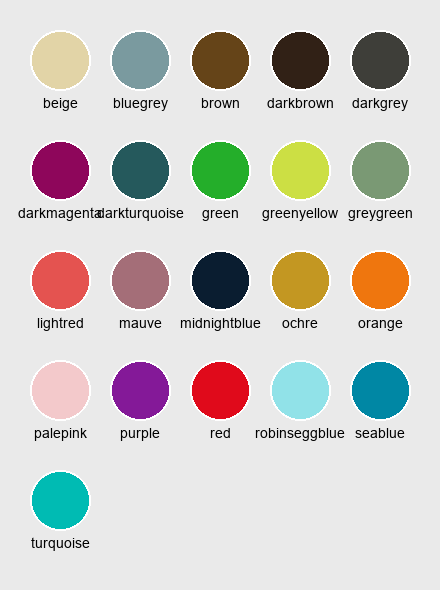 beige bluegrey brown darkbrown darkgrey
darkmagenta darkturquoise green greenyellow greygreen
lightred mauve midnightblue ochre orange
palepink purple red robinseggblue seablue
turquoise